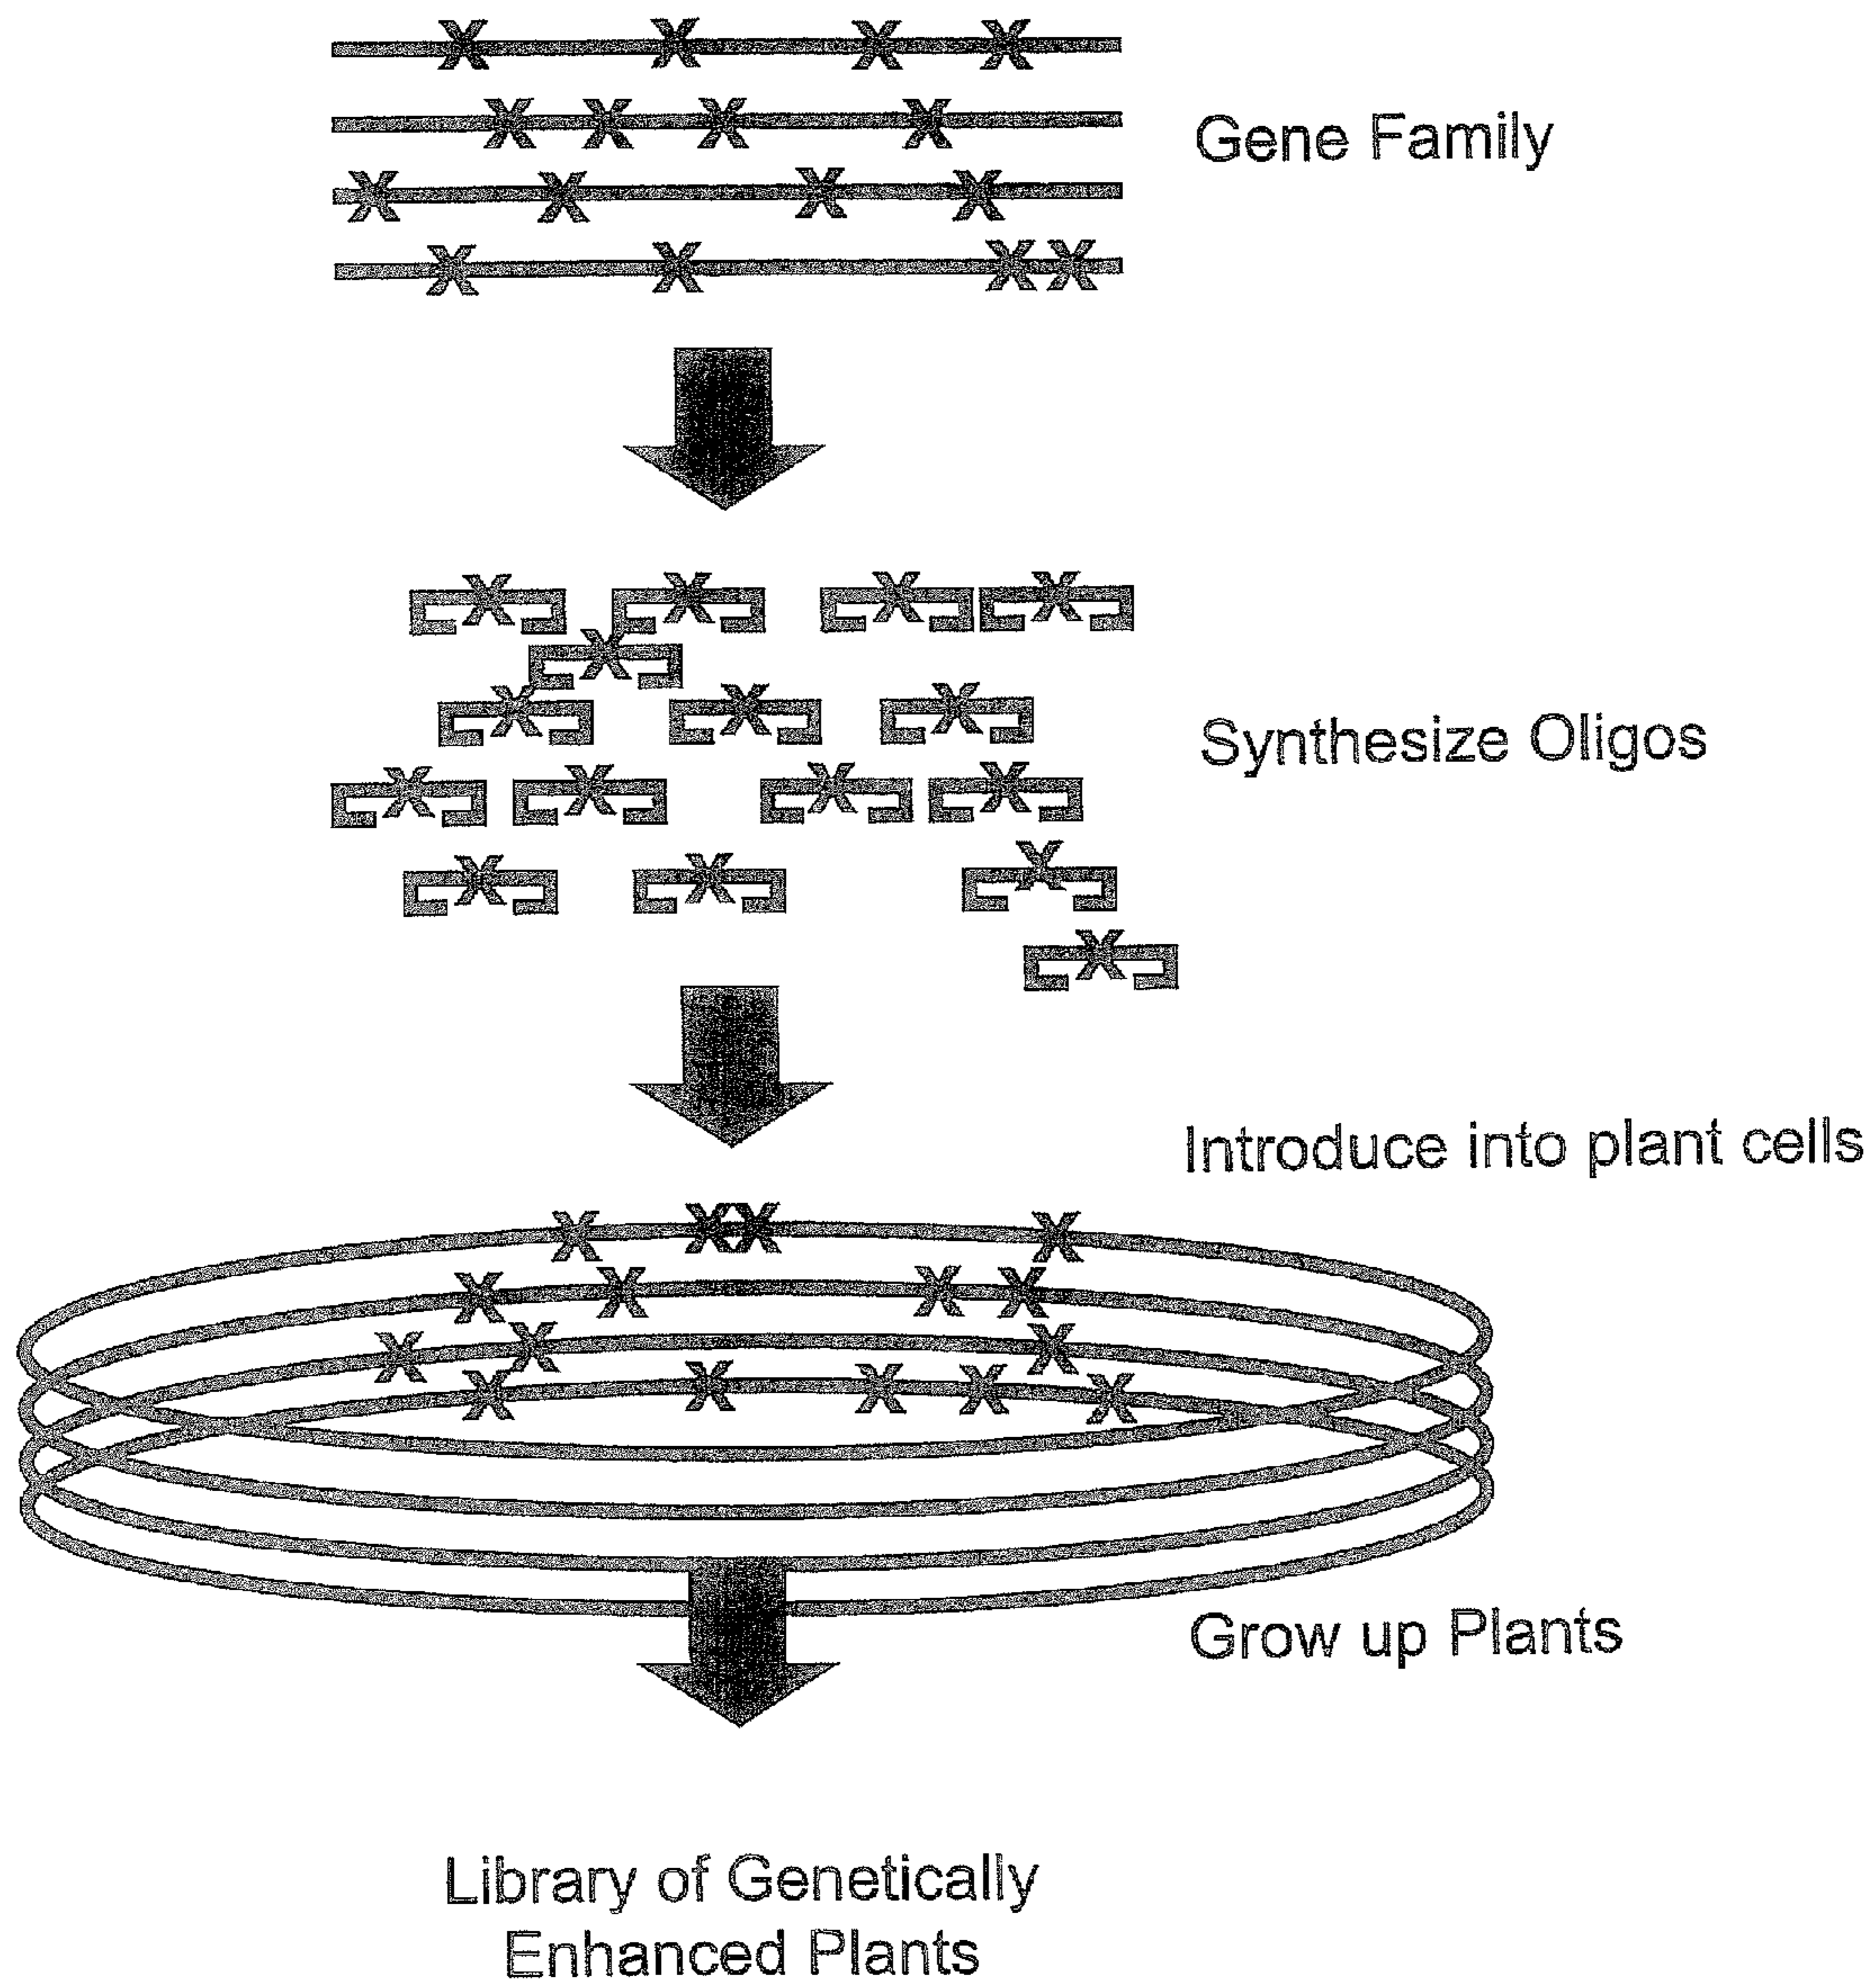 Gene Family
Synthesize Oligos
Introduce into plant cells
Grow up Plants
Library of Genetically
Enhanced Plants